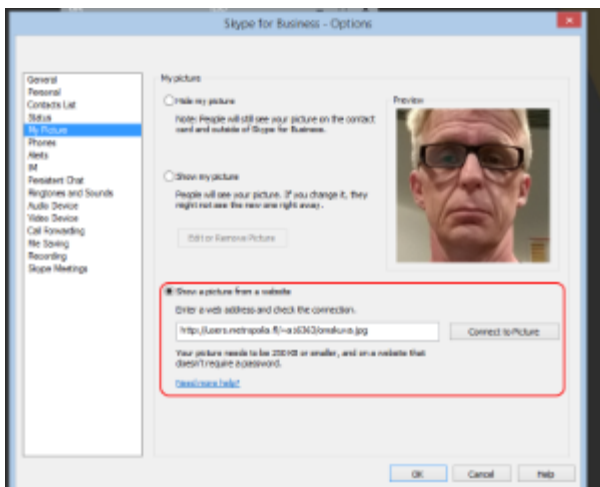 Skype for Business - Options
General
Personal
Contacts List
Status
My Picture
Phones
Alerts
IM
Persistent Chat
Ringtones and Sounds
Audio Device
Video Device
Call Forwarding
File Saving
Recording
Skype Meetings
My picture
Hide my picture
Note: People will still see your picture on the contact
card and outside of Skype for Business.
Show my picture
People will see your picture. If you change it, they
might not see the new one right away.
Edit or Remove Picture
Preview
Show a picture from a website
Enter a web address and check the connection.
Connect to Picture
Your picture needs to be 250 KB or smaller, and on a website that
doesn't require a password.
Need more help?
OK
Cancel
Help